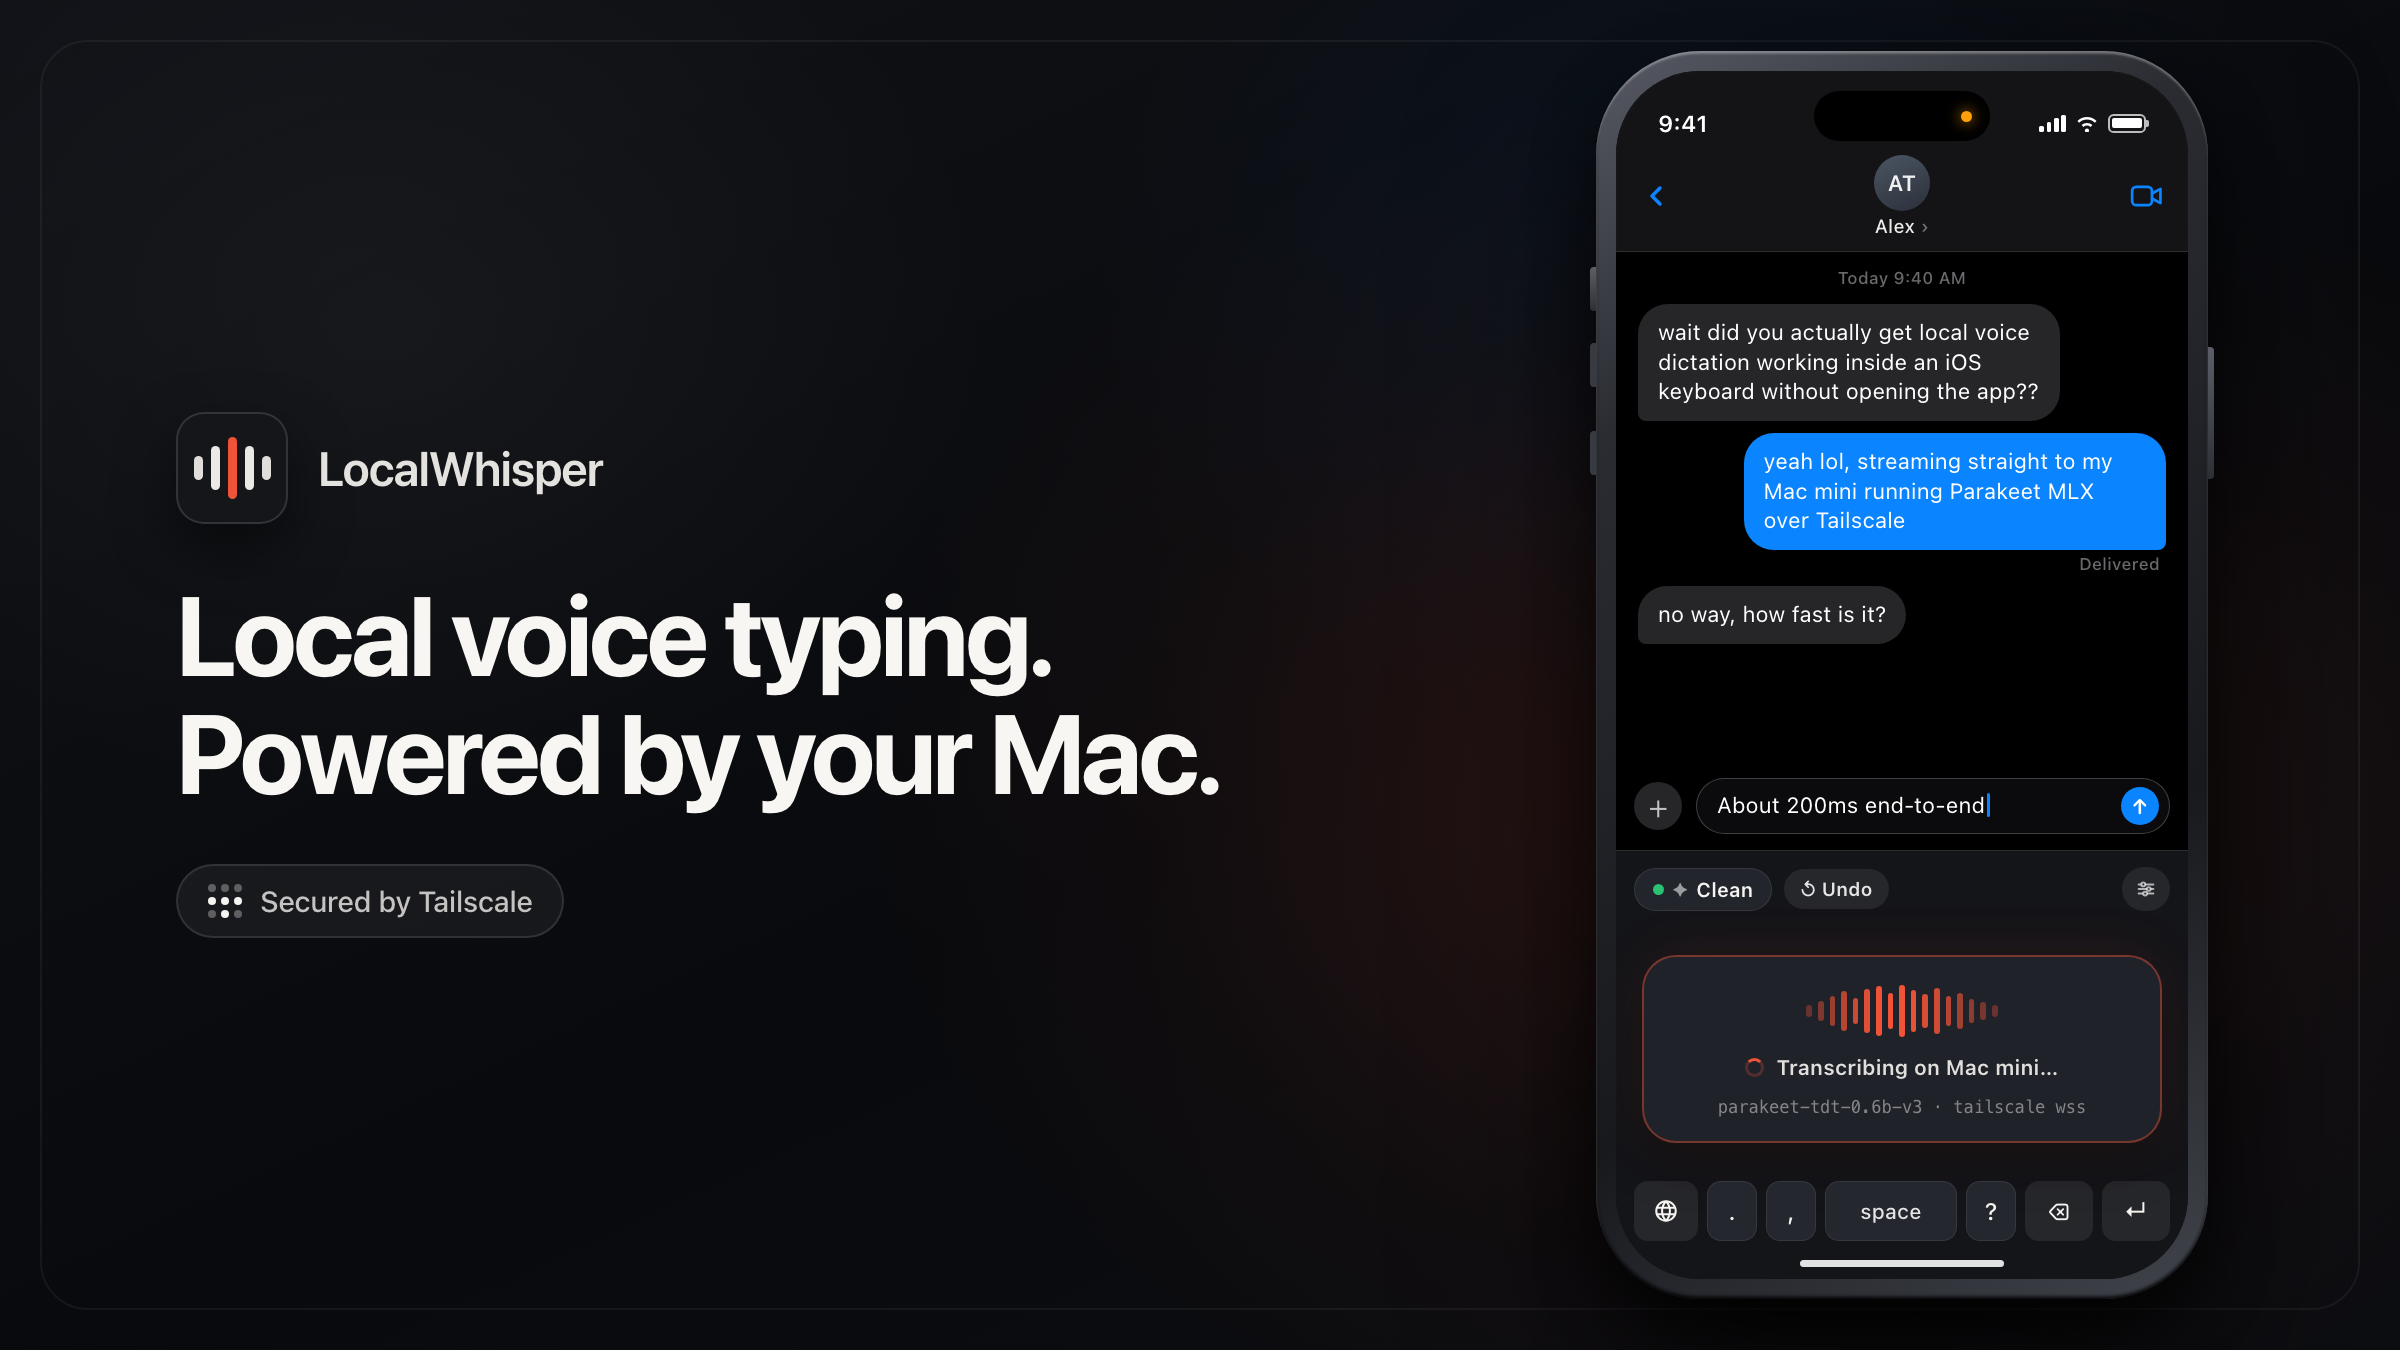 LocalWhisper
Local voice typing.
Powered by your Mac.
Secured by Tailscale
9:41
AT
Alex ›
Today 9:40 AM
wait did you actually get local voice
dictation working inside an iOS
keyboard without opening the app??
yeah lol, streaming straight to my
Mac mini running Parakeet MLX
over Tailscale
Delivered
no way, how fast is it?
+ About 200ms end-to-end
Clean Undo
Transcribing on Mac mini...
parakeet-tdt-0.6b-v3 · tailscale wss
. , space ?